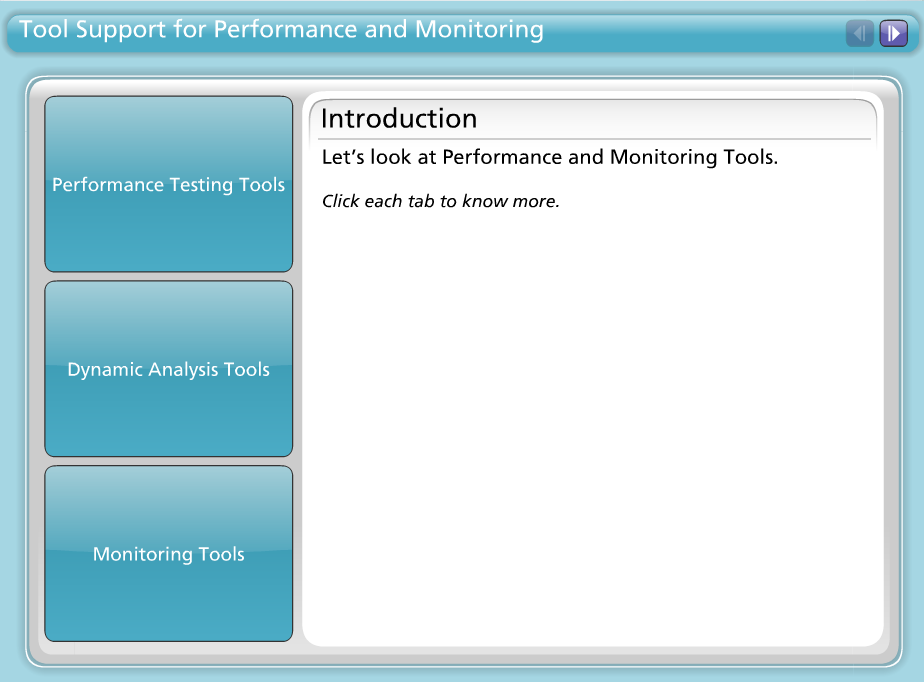 Tool Support for Performance and Monitoring
Performance Testing Tools
Dynamic Analysis Tools
Monitoring Tools
Introduction
Let’s look at Performance and Monitoring Tools.
Click each tab to know more.